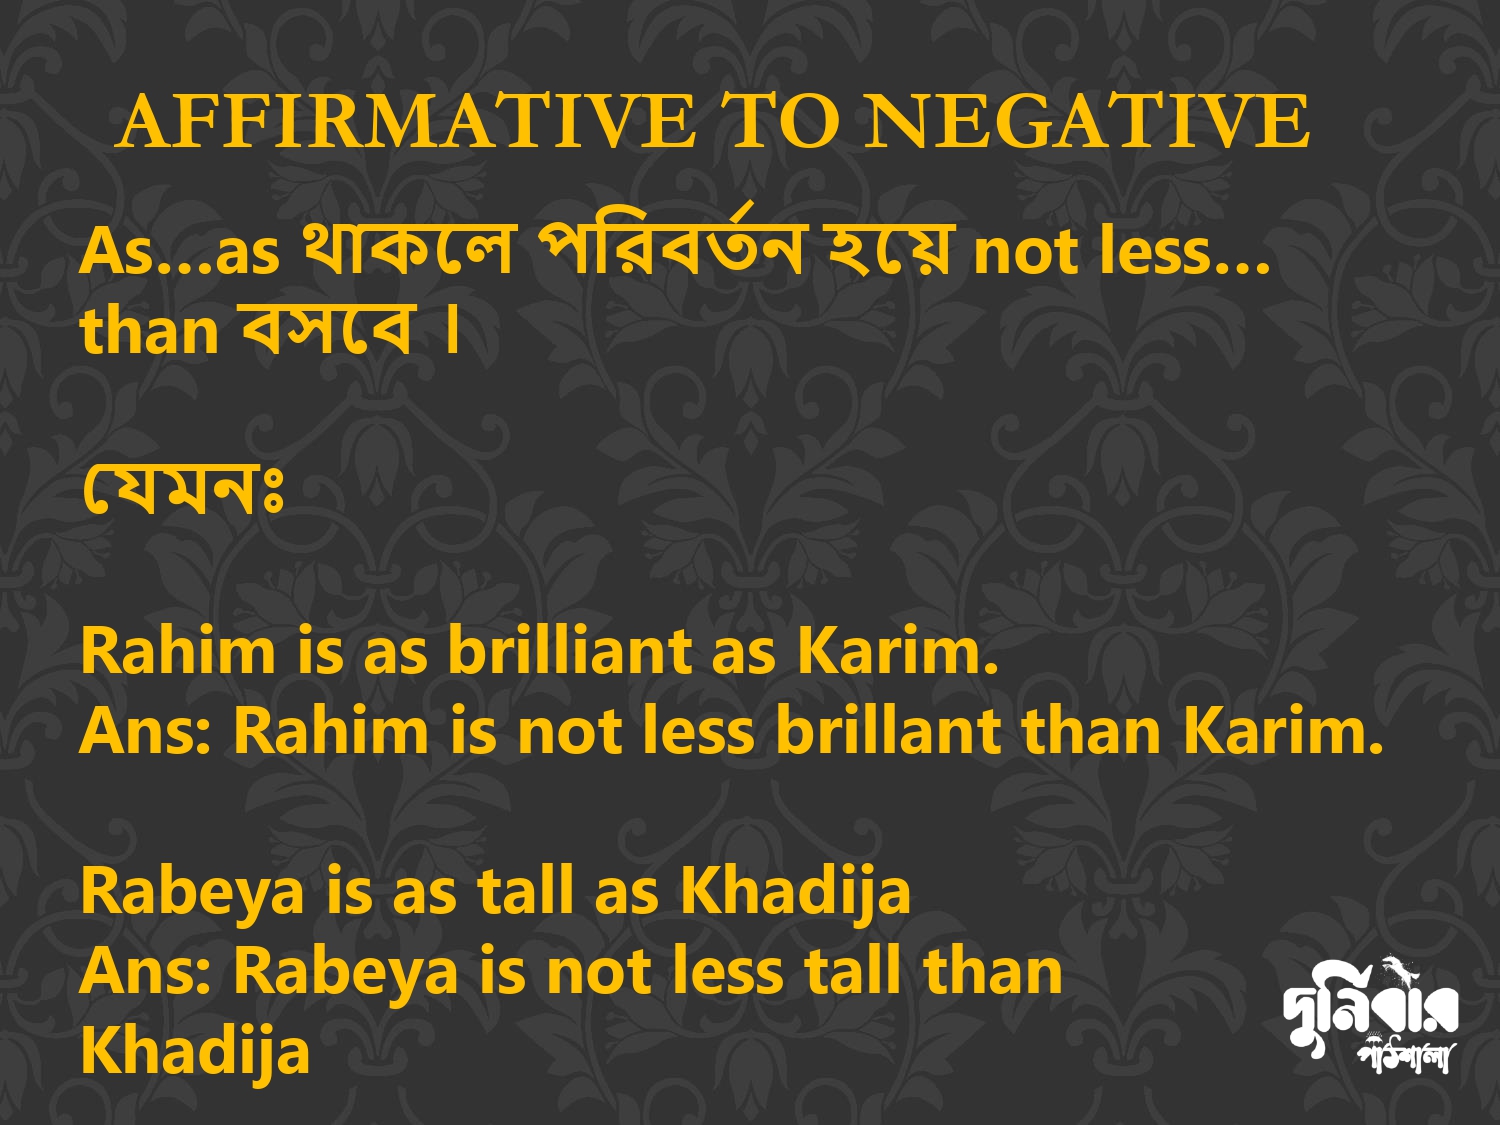 AFFIRMATIVE TO NEGATIVE
As…as থাকলে পরিবর্তন হয়ে not less…
than বসবে ।
যেমনঃ
Rahim is as brilliant as Karim.
Ans: Rahim is not less brillant than Karim.
Rabeya is as tall as Khadija
Ans: Rabeya is not less tall than
Khadija
দুর্নিবার
পাঠশালা